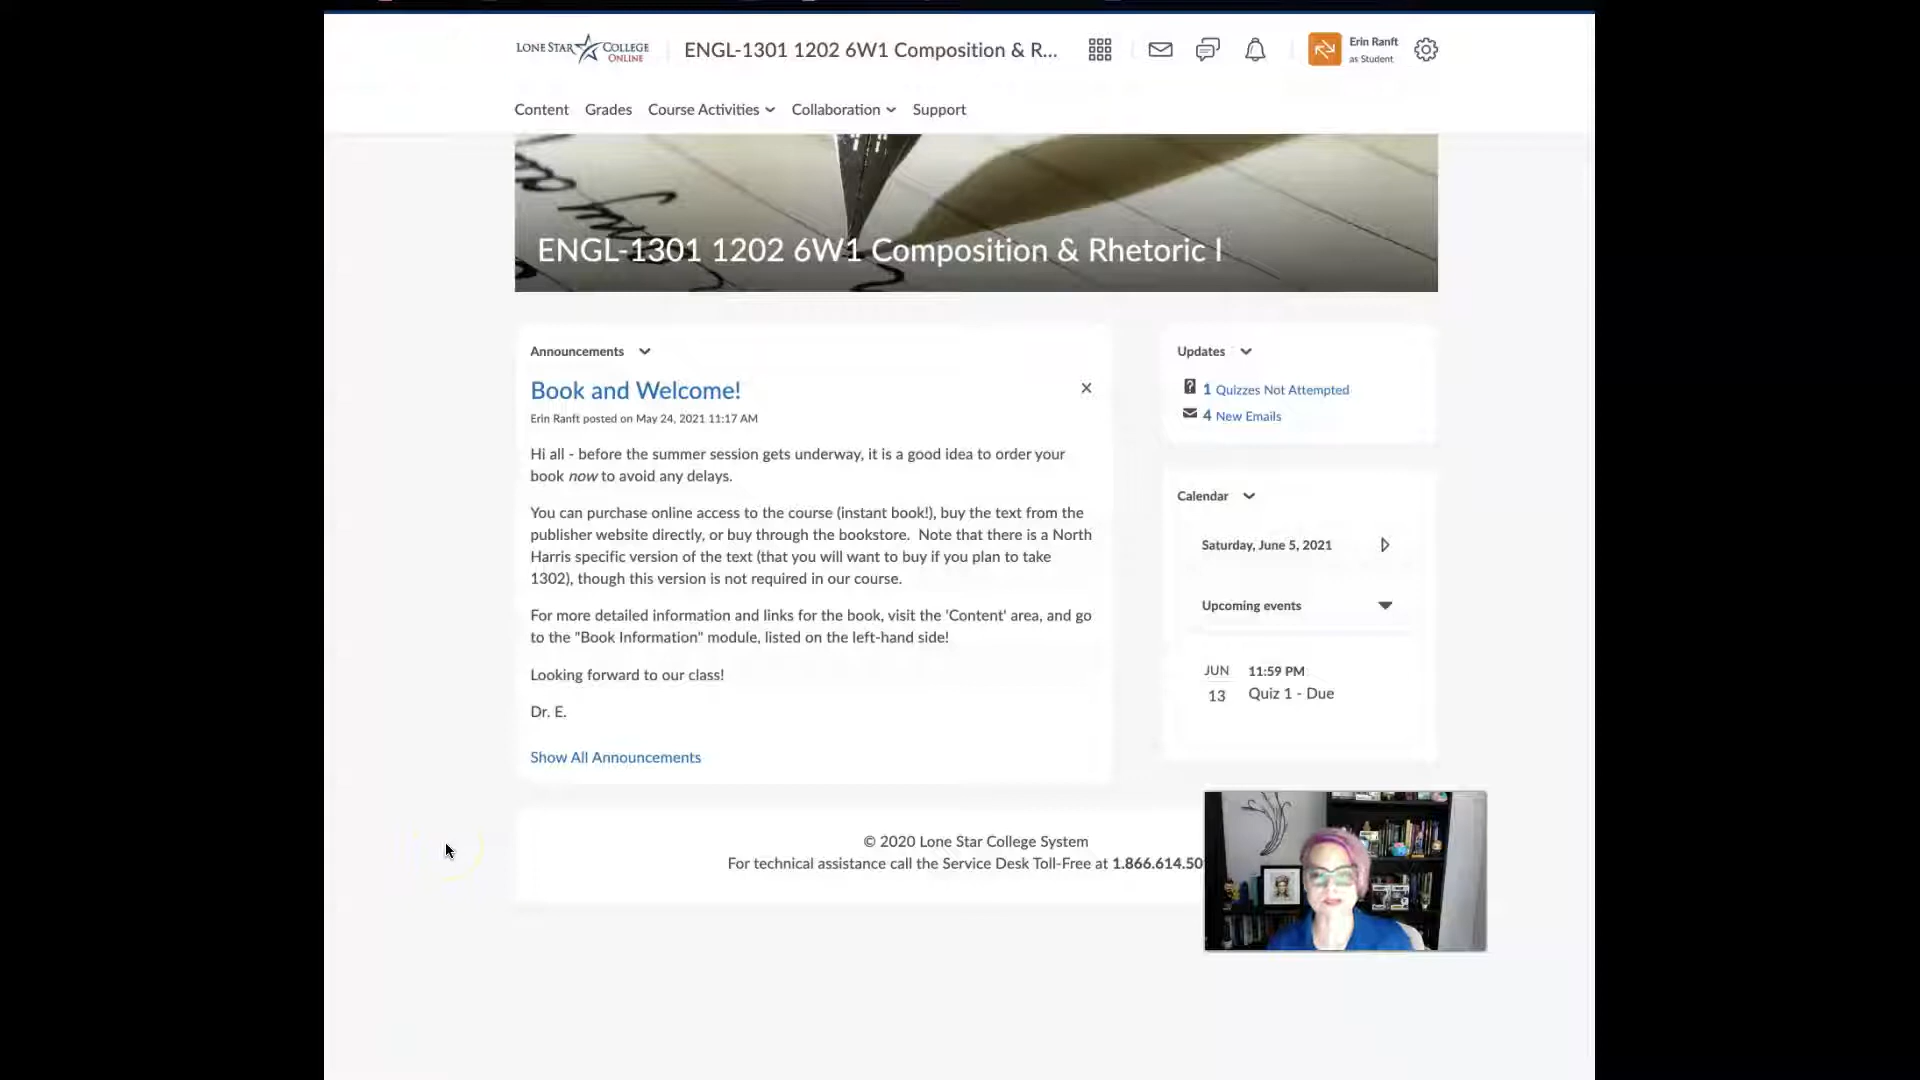 LONE STAR COLLEGE
ONLINE
ENGL-1301 1202 6W1 Composition & R...
Erin Ranft
as Student
Content Grades Course Activities Collaboration Support
ENGL-1301 1202 6W1 Composition & Rhetoric I
Announcements
Book and Welcome!
Erin Ranft posted on May 24, 2021 11:17 AM
Hi all - before the summer session gets underway, it is a good idea to order your
book now to avoid any delays.
You can purchase online access to the course (instant book!), buy the text from the
publisher website directly, or buy through the bookstore. Note that there is a North
Harris specific version of the text (that you will want to buy if you plan to take
1302), though this version is not required in our course.
For more detailed information and links for the book, visit the 'Content' area, and go
to the "Book Information" module, listed on the left-hand side!
Looking forward to our class!
Dr. E.
Show All Announcements
Updates
1 Quizzes Not Attempted
4 New Emails
Calendar
Saturday, June 5, 2021
Upcoming events
JUN 11:59 PM
13 Quiz 1 - Due
© 2020 Lone Star College System
For technical assistance call the Service Desk Toll-Free at 1.866.614.50